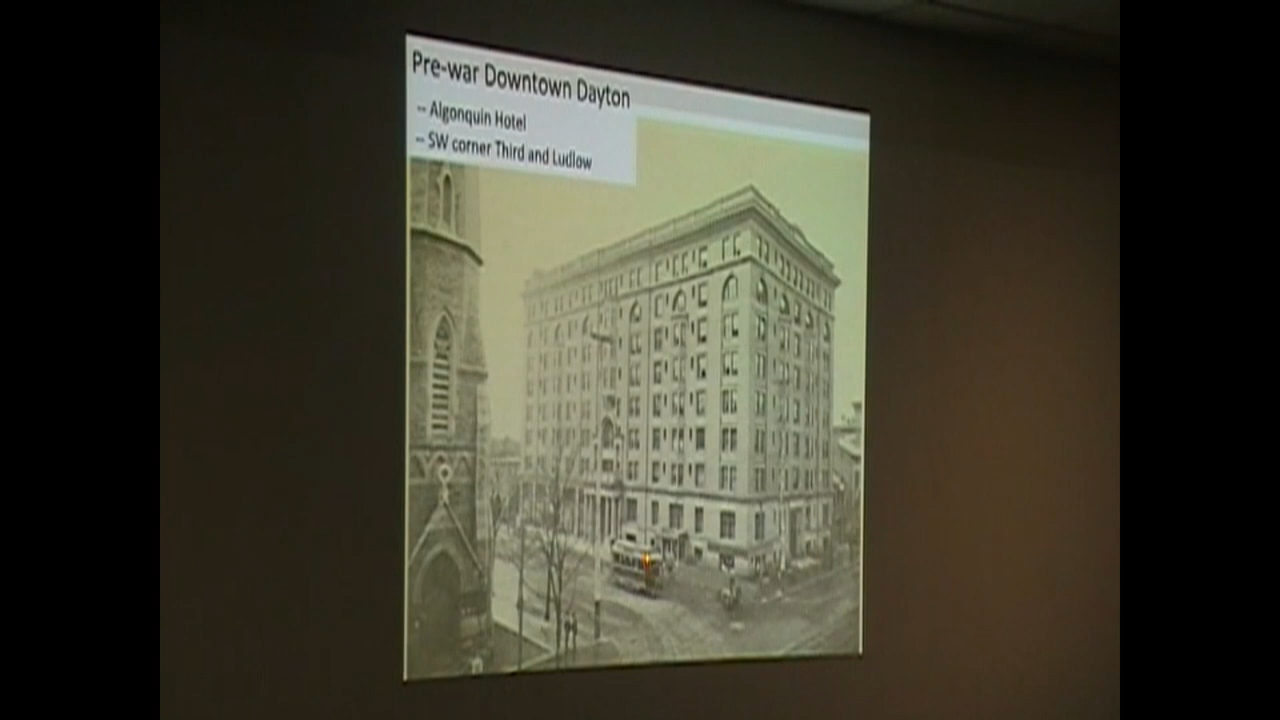 Pre-war Downtown Dayton
-- Algonquin Hotel
-- SW corner Third and Ludlow